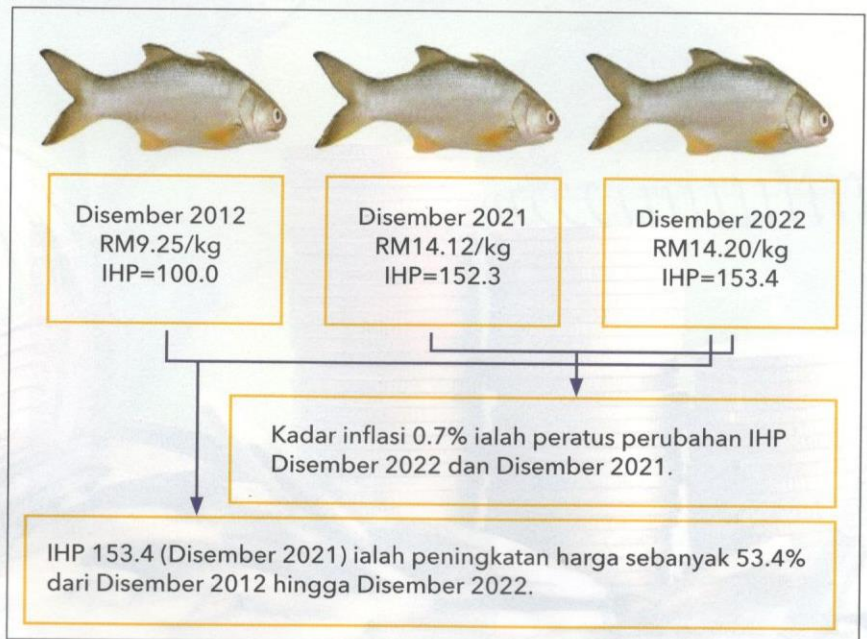 Disember 2012
RM9.25/kg
IHP=100.0
Disember 2021
RM14.12/kg
IHP=152.3
Disember 2022
RM14.20/kg
IHP=153.4
Kadar inflasi 0.7% ialah peratus perubahan IHP
Disember 2022 dan Disember 2021.
IHP 153.4 (Disember 2021) ialah peningkatan harga sebanyak 53.4%
dari Disember 2012 hingga Disember 2022.